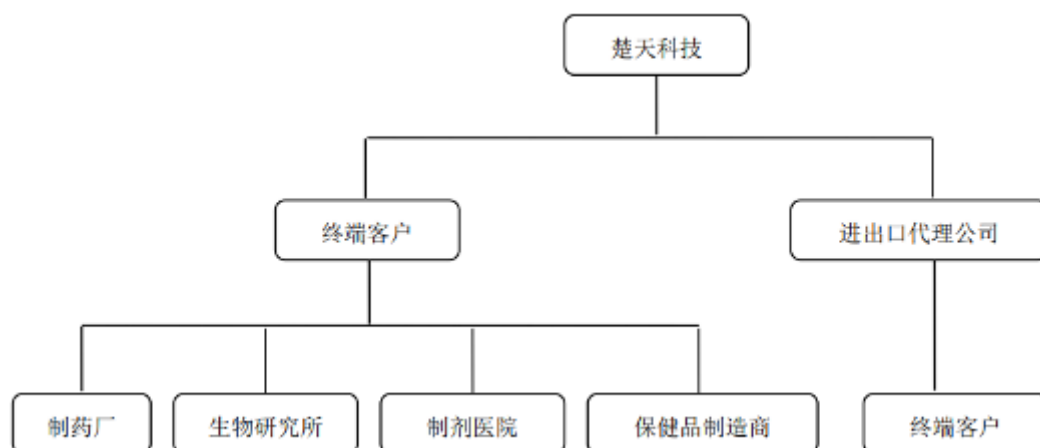 楚天科技
终端客户
进出口代理公司
制药厂
生物研究所
制剂医院
保健品制造商
终端客户